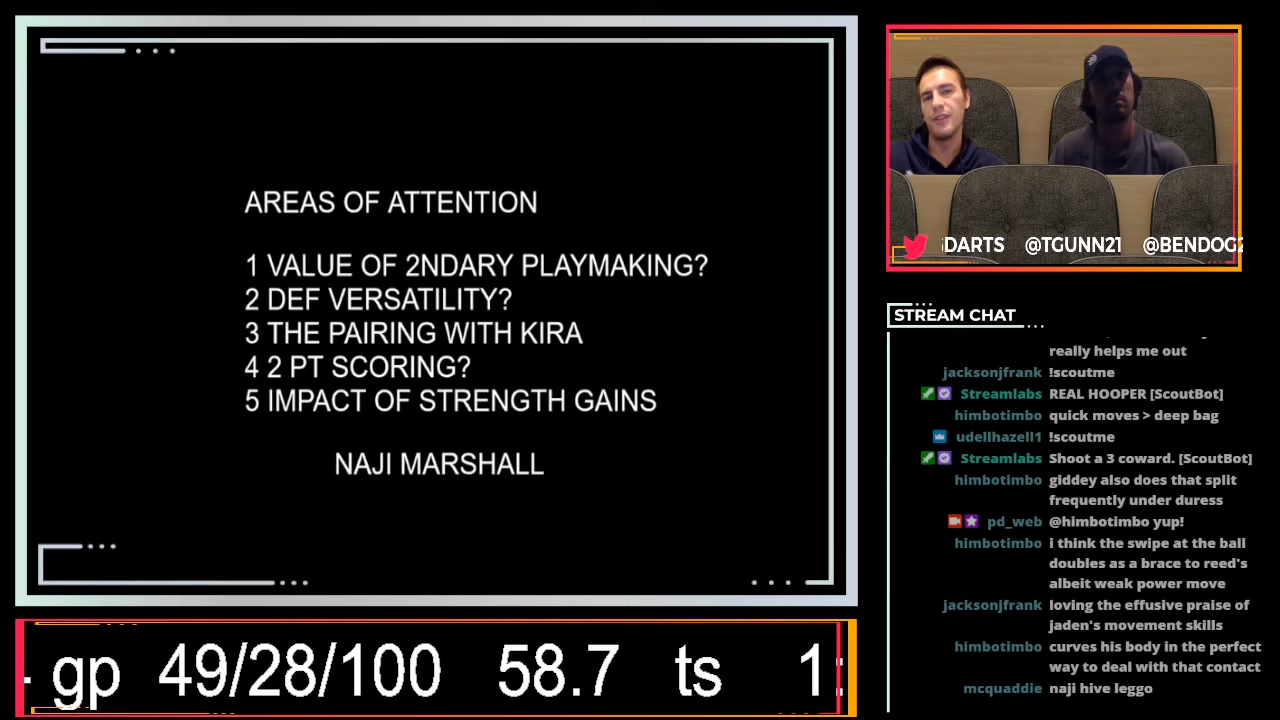 AREAS OF ATTENTION
1 VALUE OF 2NDARY PLAYMAKING?
2 DEF VERSATILITY?
3 THE PAIRING WITH KIRA
4 2 PT SCORING?
5 IMPACT OF STRENGTH GAINS
NAJI MARSHALL
gp 49/28/100 58.7 ts 1:
DARTS @TGUNN21 @BENDOG2
STREAM CHAT
really helps me out
jacksonjfrank !scoutme
Streamlabs REAL HOOPER [ScoutBot]
himbotimbo quick moves > deep bag
udellhazell1 !scoutme
Streamlabs Shoot a 3 coward. [ScoutBot]
himbotimbo giddey also does that split
frequently under duress
pd_web @himbotimbo yup!
himbotimbo i think the swipe at the ball
doubles as a brace to reed's
albeit weak power move
jacksonjfrank loving the effusive praise of
jaden's movement skills
himbotimbo curves his body in the perfect
way to deal with that contact
mcquaddie naji hive leggo